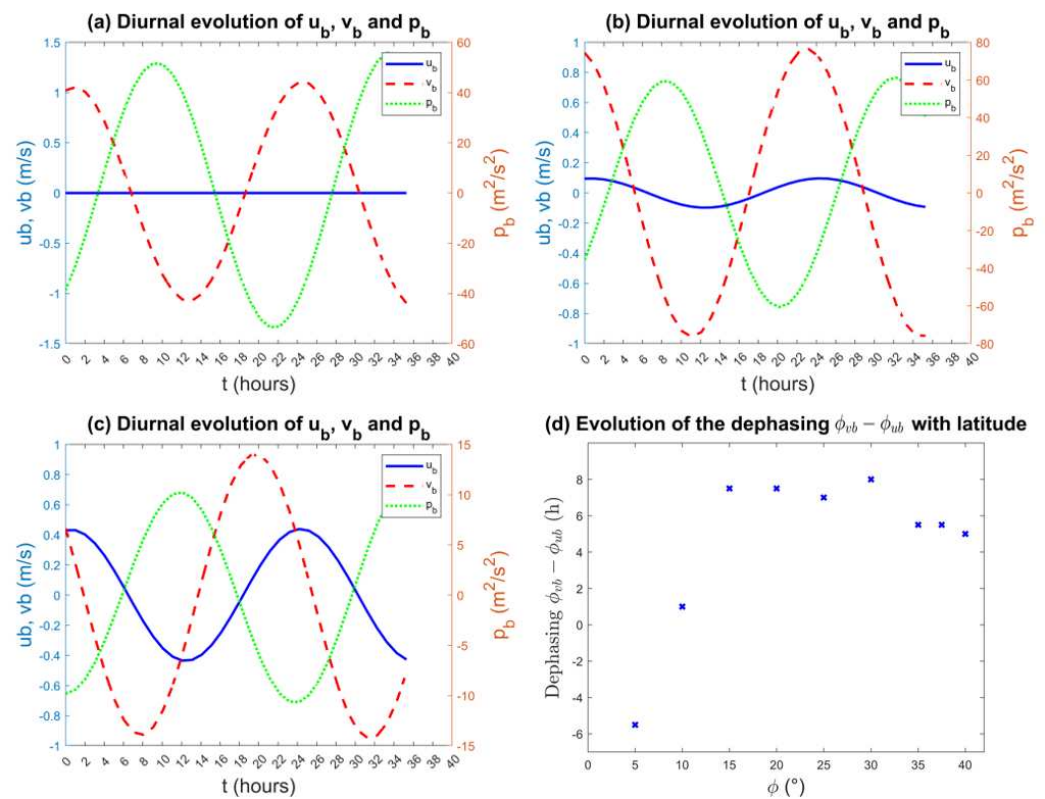 (a) Diurnal evolution of u_b, v_b and p_b
1.5
1
0.5
0
-0.5
-1
-1.5
ub, vb (m/s)
60
40
20
0
-20
-40
-60
p_b (m^2/s^2)
u_b
v_b
p_b
0 2 4 6 8 10 12 14 16 18 20 22 24 26 28 30 32 34 36 38 40
t (hours)
(b) Diurnal evolution of u_b, v_b and p_b
1
0.8
0.6
0.4
0.2
0
-0.2
-0.4
-0.6
-0.8
-1
ub, vb (m/s)
80
60
40
20
0
-20
-40
-60
-80
p_b (m^2/s^2)
u_b
v_b
p_b
0 2 4 6 8 10 12 14 16 18 20 22 24 26 28 30 32 34 36 38 40
t (hours)
(c) Diurnal evolution of u_b, v_b and p_b
1
0.8
0.6
0.4
0.2
0
-0.2
-0.4
-0.6
-0.8
-1
ub, vb (m/s)
15
10
5
0
-5
-10
-15
p_b (m^2/s^2)
u_b
v_b
p_b
0 2 4 6 8 10 12 14 16 18 20 22 24 26 28 30 32 34 36 38 40
t (hours)
(d) Evolution of the dephasing ϕ_vb − ϕ_ub with latitude
8
6
4
2
0
-2
-4
-6
Dephasing ϕ_vb − ϕ_ub (h)
0 5 10 15 20 25 30 35 40
ϕ (°)